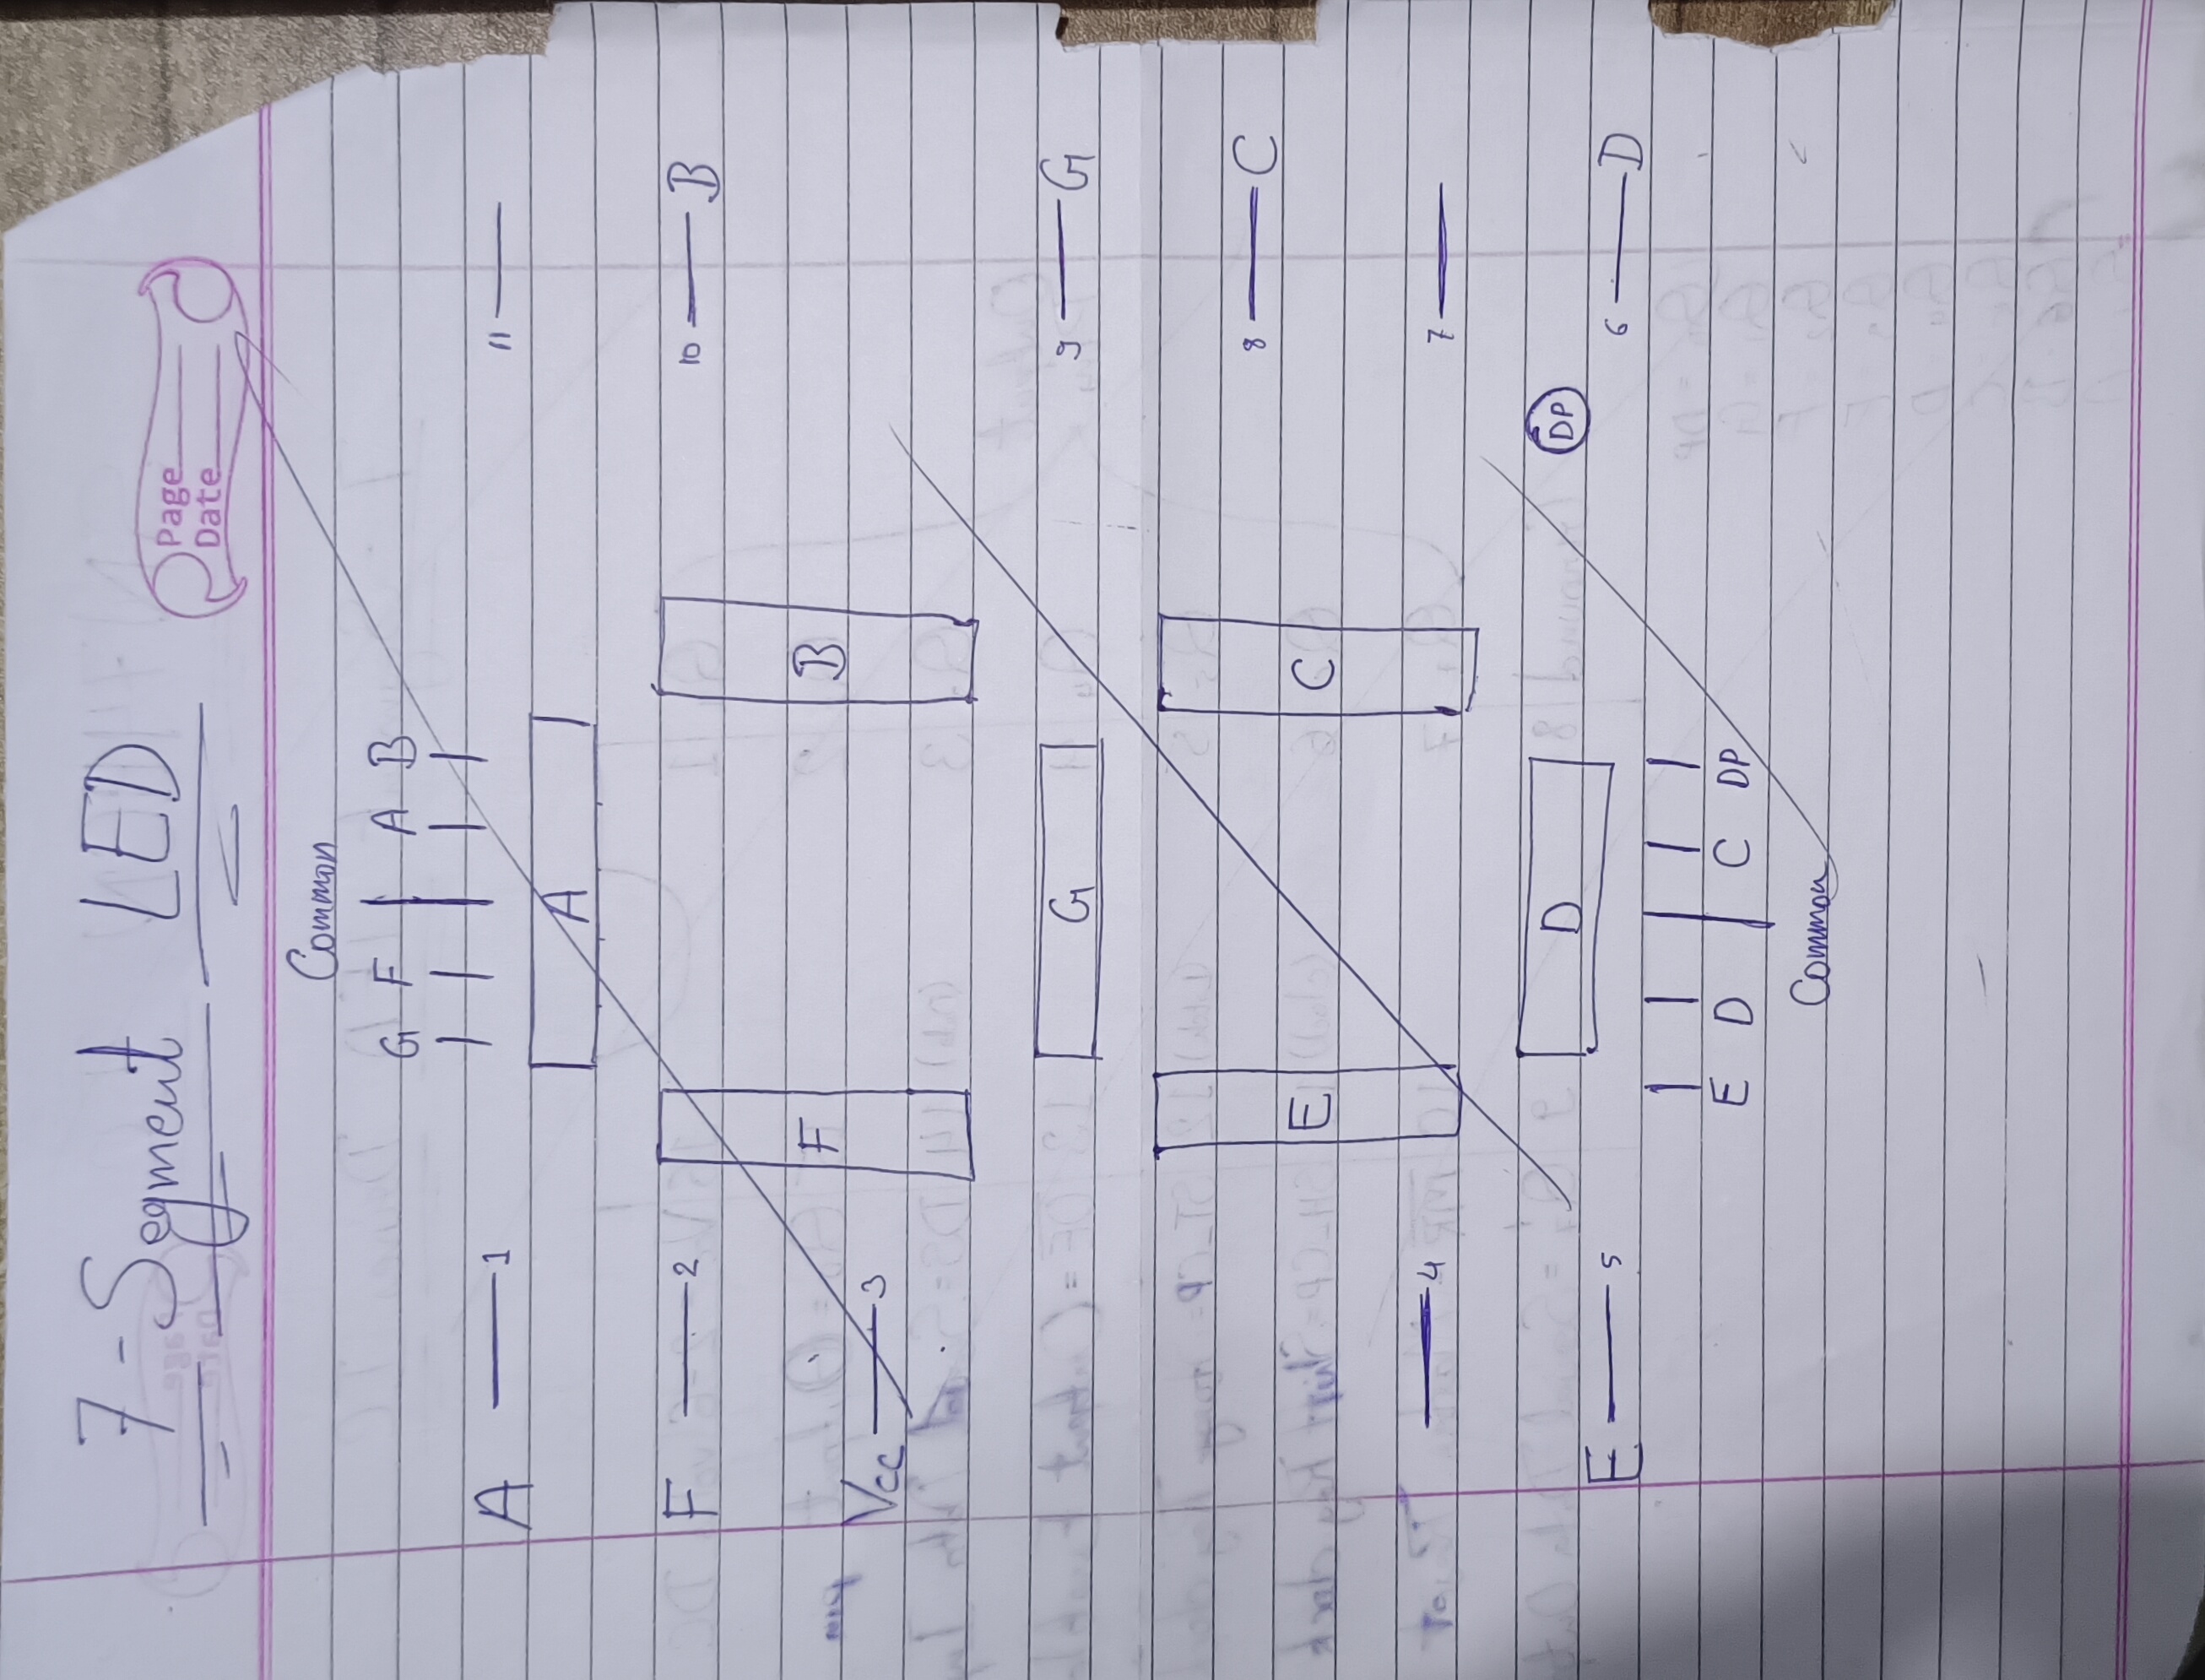 7-Segment LED
Page
Date
Common
G F A B
A 1 11
A
F 2 10 B
F B
Vcc 3
G 9 G
8 C
E C
4 7
D DP
E 5 6 D
E D C DP
Common